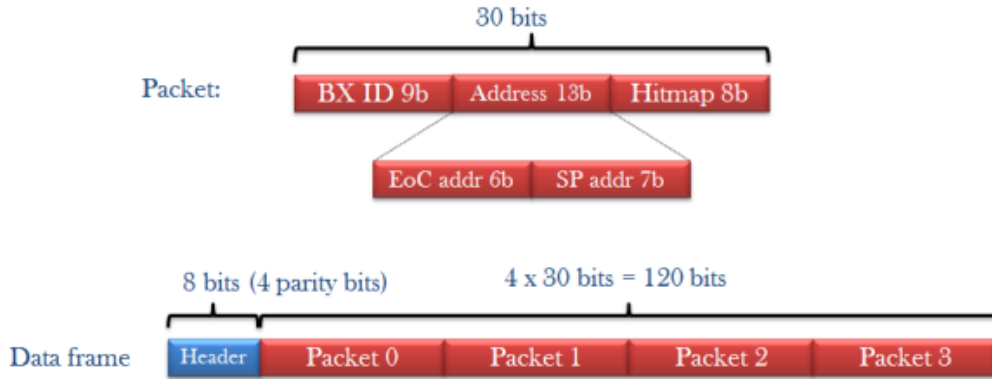 30 bits
Packet: BX ID 9b Address 13b Hitmap 8b
EoC addr 6b SP addr 7b
8 bits (4 parity bits) 4 x 30 bits = 120 bits
Data frame Header Packet 0 Packet 1 Packet 2 Packet 3